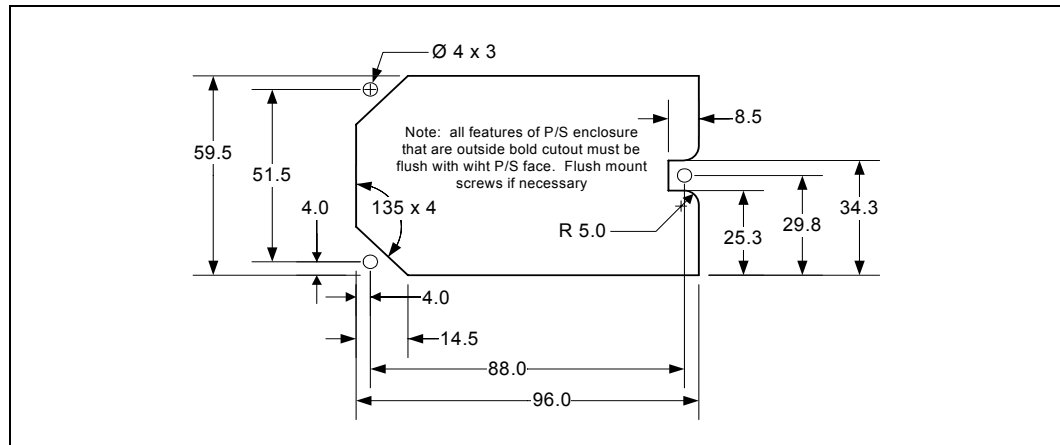 Ø 4 x 3
8.5
59.5
51.5
Note: all features of P/S enclosure
that are outside bold cutout must be
flush with wiht P/S face. Flush mount
screws if necessary
4.0
135 x 4
R 5.0
25.3
29.8
34.3
4.0
14.5
88.0
96.0